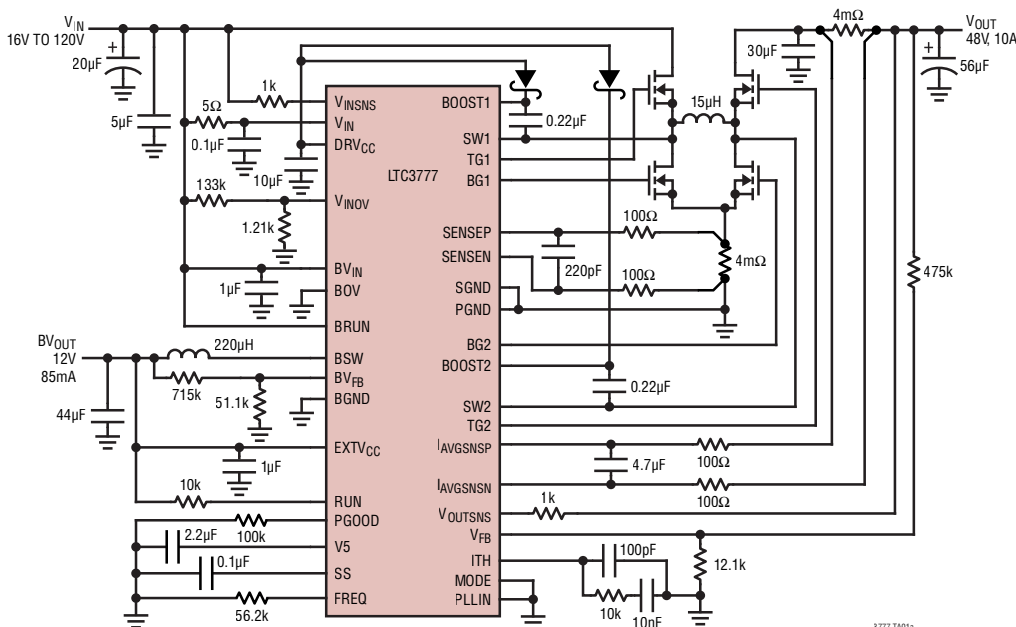 VIN
16V TO 120V
20µF
5µF
1k
5Ω
0.1µF
10µF
133k
1.21k
1µF
BVOUT
12V
85mA
220µH
715k
51.1k
44µF
1µF
10k
100k
2.2µF
0.1µF
56.2k
VINSNS
VIN
DRVCC
VINOV
BVIN
BOV
BRUN
BSW
BVFB
BGND
EXTVCC
RUN
PGOOD
V5
SS
FREQ
LTC3777
BOOST1
SW1
TG1
BG1
SENSEP
SENSEN
SGND
PGND
BG2
BOOST2
SW2
TG2
IAVGSNSP
IAVGSNSN
VOUTSNS
VFB
ITH
MODE
PLLIN
0.22µF
15µH
30µF
4mΩ
VOUT
48V, 10A
56µF
100Ω
220pF
100Ω
4mΩ
475k
0.22µF
100Ω
4.7µF
100Ω
1k
100pF
12.1k
10k
10nF
3777 TA01a